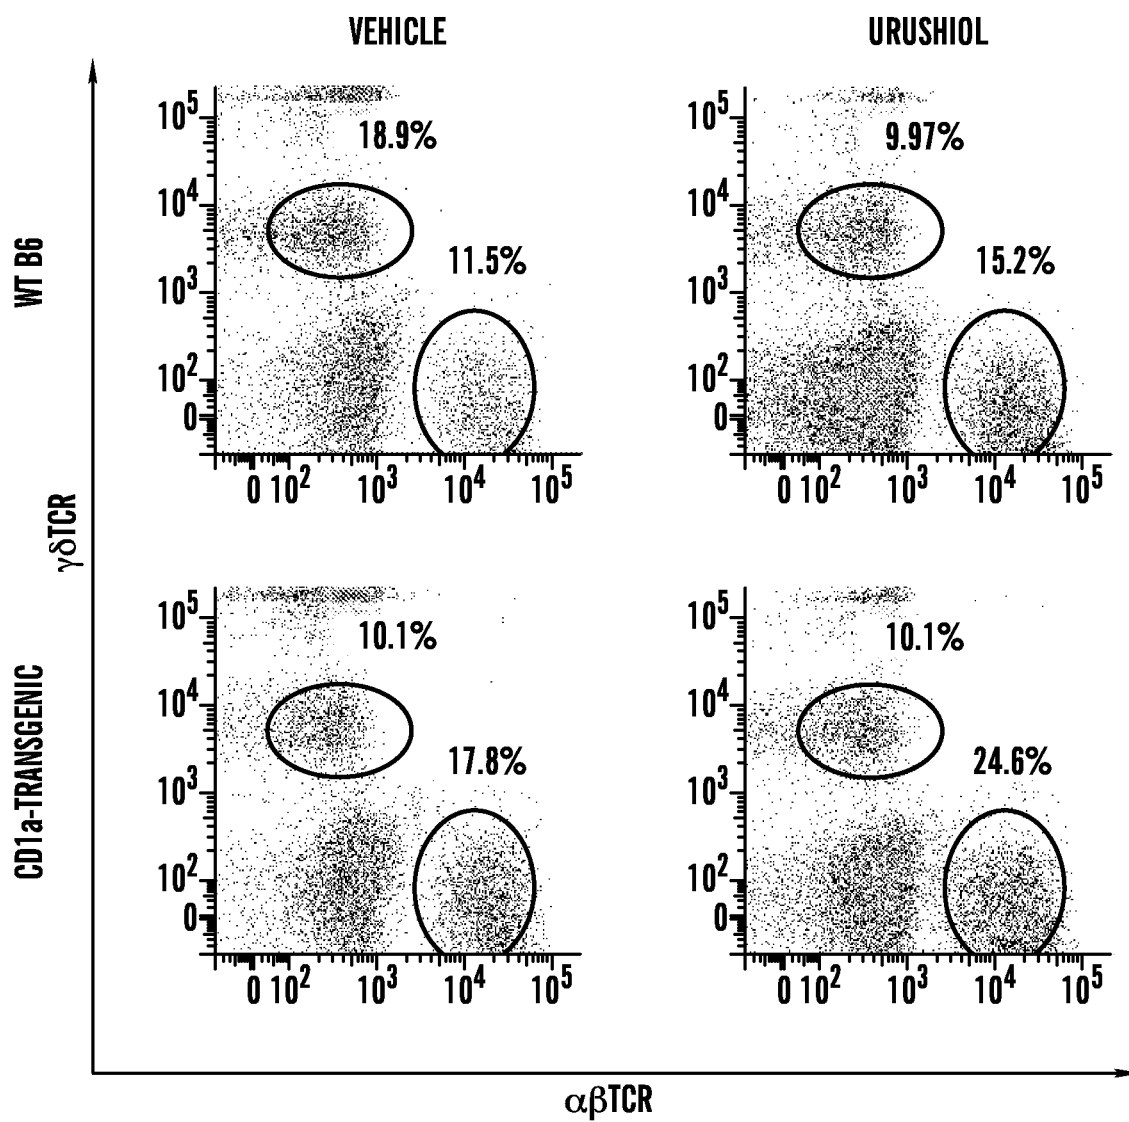 VEHICLE
URUSHIOL
WT B6
10⁵
10⁴
10³
10²
0
18.9%
11.5%
0 10² 10³ 10⁴ 10⁵
10⁵
10⁴
10³
10²
0
9.97%
15.2%
0 10² 10³ 10⁴ 10⁵
γδTCR
CD1a-TRANSGENIC
10⁵
10⁴
10³
10²
0
10.1%
17.8%
0 10² 10³ 10⁴ 10⁵
10⁵
10⁴
10³
10²
0
10.1%
24.6%
0 10² 10³ 10⁴ 10⁵
αβTCR